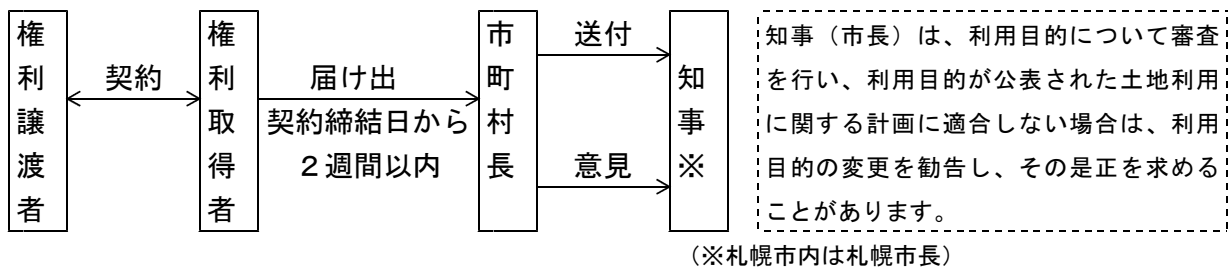 権利譲渡者
契約
権利取得者
届け出
契約締結日から
２週間以内
市町村長
送付
意見
知事※
知事（市長）は、利用目的について審査
を行い、利用目的が公表された土地利用
に関する計画に適合しない場合は、利用
目的の変更を勧告し、その是正を求める
ことがあります。
（※札幌市内は札幌市長）